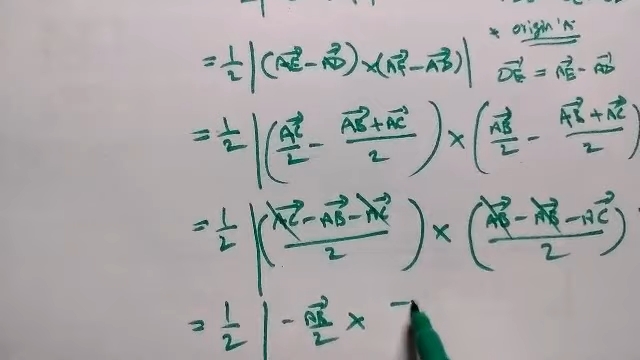 * origin 'A'
= 1/2 |(AE⃗ − AD⃗) × (AF⃗ − AD⃗)|
DE⃗ = AE⃗ − AD⃗
= 1/2 |(AC⃗/2 − (AB⃗ + AC⃗)/2) × (AB⃗/2 − (AB⃗ + AC⃗)/2)
= 1/2 |((AC⃗ − AB⃗ − AC⃗)/2) × ((AB⃗ − AB⃗ − AC⃗)/2)
= 1/2 | − AB⃗/2 ×